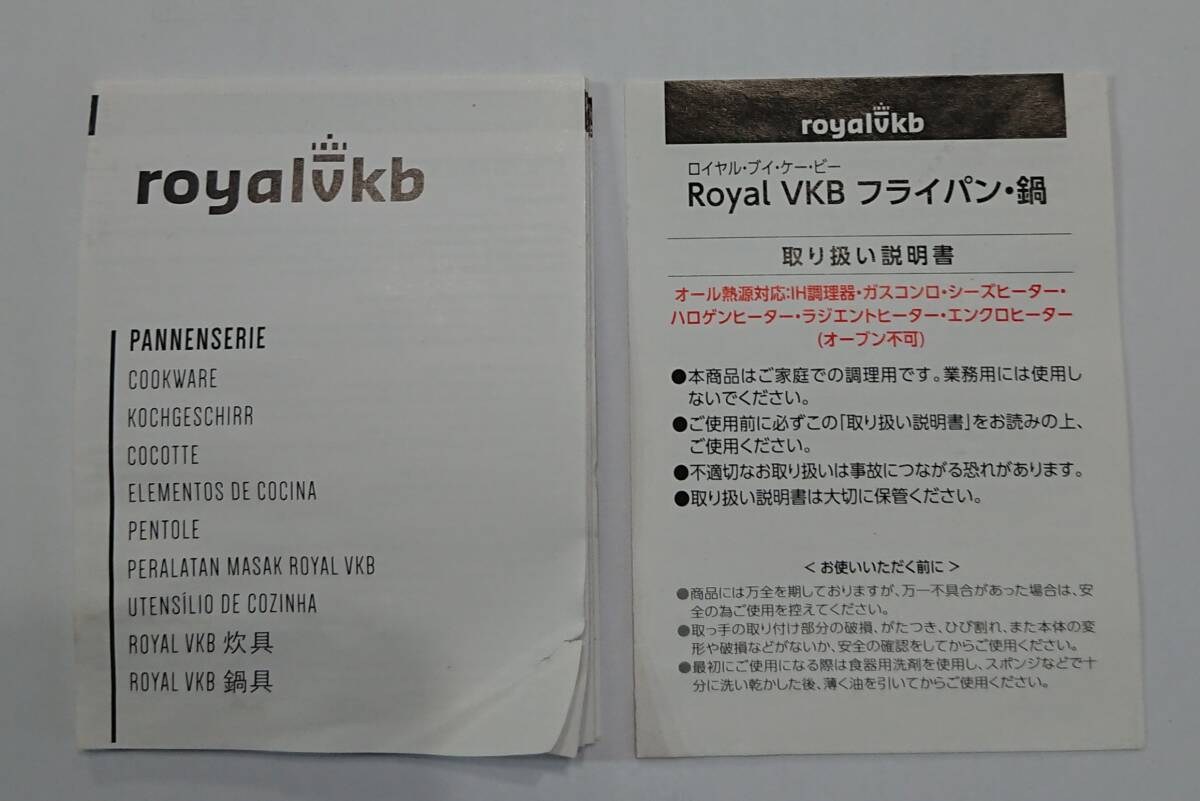 royalvkb
PANNENSERIE
COOKWARE
KOCHGESCHIRR
COCOTTE
ELEMENTOS DE COCINA
PENTOLE
PERALATAN MASAK ROYAL VKB
UTENSÍLIO DE COZINHA
ROYAL VKB 炊具
ROYAL VKB 鍋具
royalvkb
ロイヤル・ブイ・ケー・ビー
Royal VKB フライパン・鍋
取り扱い説明書
オール熱源対応:IH調理器・ガスコンロ・シーズヒーター・
ハロゲンヒーター・ラジエントヒーター・エンクロヒーター
(オーブン不可)
●本商品はご家庭での調理用です。業務用には使用し
ないでください。
●ご使用前に必ずこの「取り扱い説明書」をお読みの上、
ご使用ください。
●不適切なお取り扱いは事故につながる恐れがあります。
●取り扱い説明書は大切に保管ください。
＜お使いいただく前に＞
●商品には万全を期しておりますが、万一不具合があった場合は、安
全の為ご使用を控えてください。
●取っ手の取り付け部分の破損、がたつき、ひび割れ、また本体の変
形や破損などがないか、安全の確認をしてからご使用ください。
●最初にご使用になる際は食器用洗剤を使用し、スポンジなどで十
分に洗い乾かした後、薄く油を引いてからご使用ください。